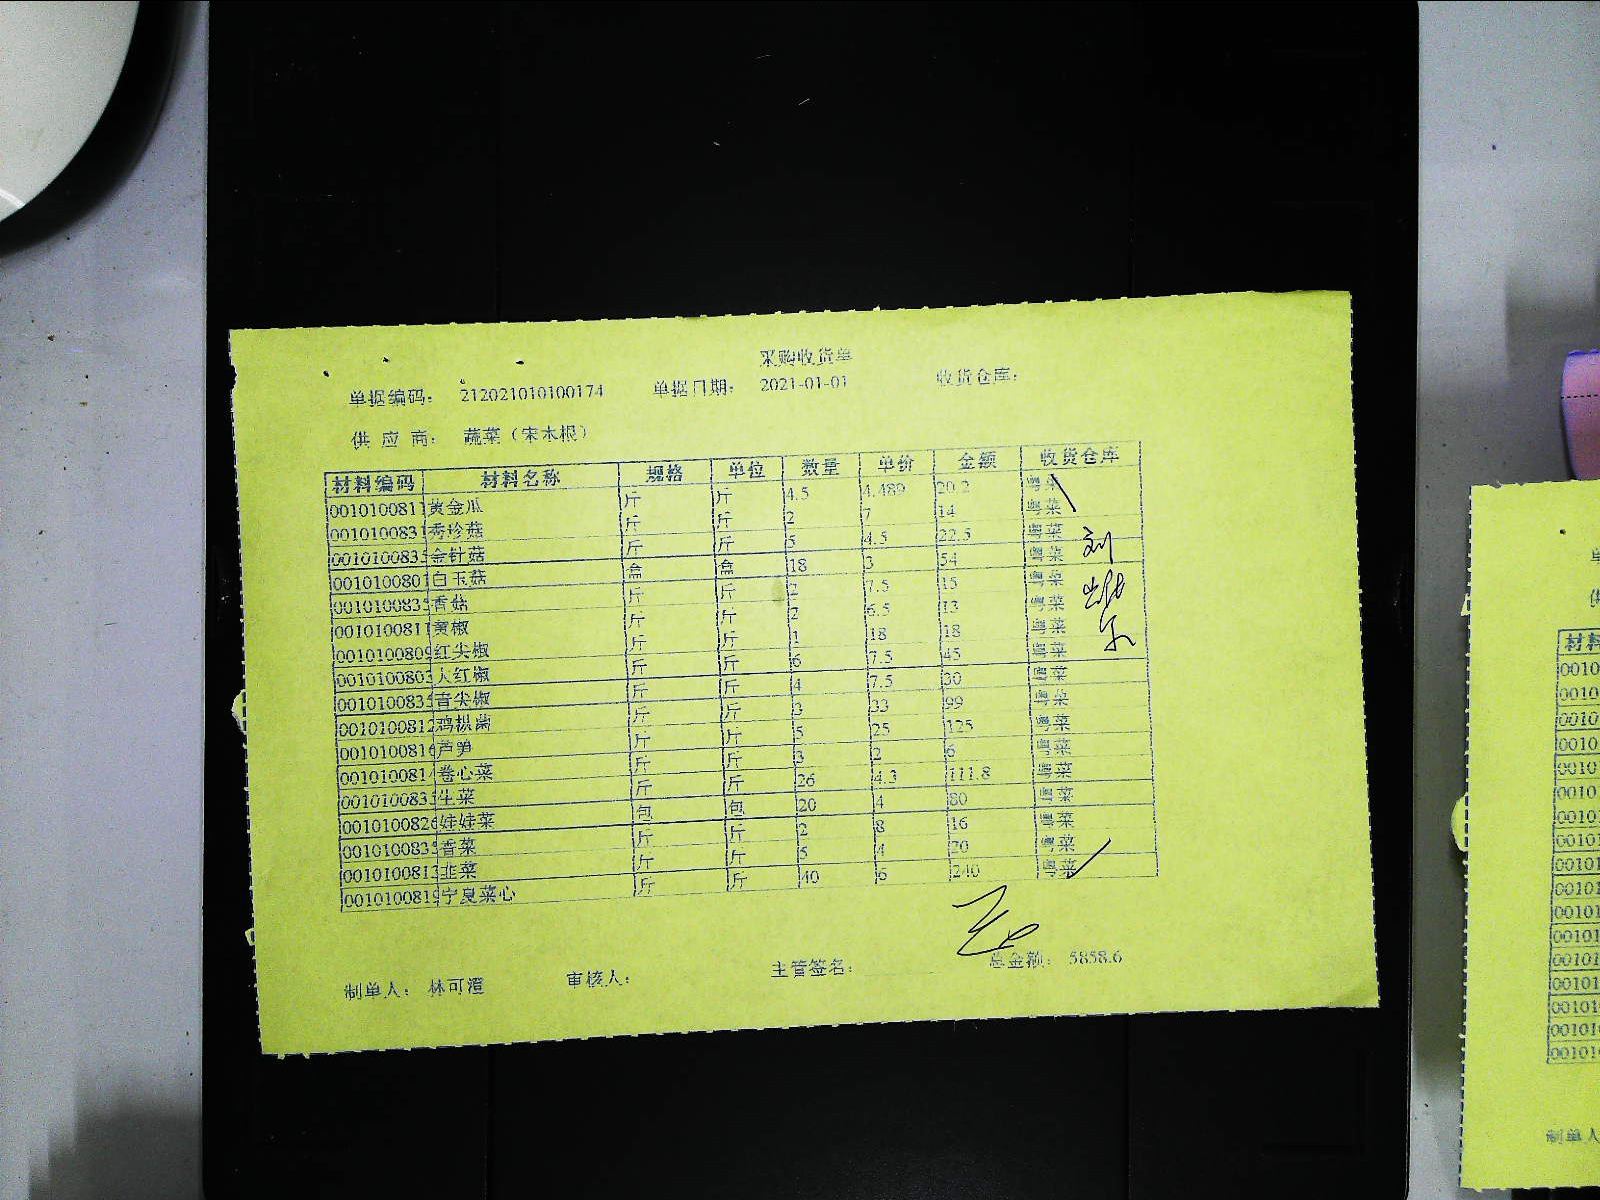 采购收货单
单据编码： 212021010100174 单据日期： 2021-01-01 收货仓库：
供 应 商： 蔬菜（宋木根）
材料编码 材料名称 规格 单位 数量 单价 金额 收货仓库
0010100811 黄金瓜 斤 斤 4.5 4.489 20.2 粤菜
0010100831 秀珍菇 斤 斤 2 7 14 粤菜
0010100835 金针菇 斤 斤 5 4.5 22.5 粤菜
0010100801 白玉菇 盒 盒 18 3 54 粤菜
0010100835 香菇 斤 斤 2 7.5 15 粤菜
0010100811 黄椒 斤 斤 2 6.5 13 粤菜
0010100809 红尖椒 斤 斤 1 18 18 粤菜
0010100803 大红椒 斤 斤 6 7.5 45 粤菜
0010100835 青尖椒 斤 斤 4 7.5 30 粤菜
0010100812 鸡枞菌 斤 斤 3 33 99 粤菜
0010100816 芦笋 斤 斤 5 25 125 粤菜
001010081 卷心菜 斤 斤 3 2 6 粤菜
0010100835 生菜 斤 斤 26 4.3 111.8 粤菜
0010100826 娃娃菜 包 包 20 4 80 粤菜
0010100835 香菜 斤 斤 2 8 16 粤菜
0010100813 韭菜 斤 斤 5 4 20 粤菜
0010100819 宁夏菜心 斤 斤 40 6 240 粤菜
制单人： 林可澄 审核人： 主管签名： 总金额： 5858.6